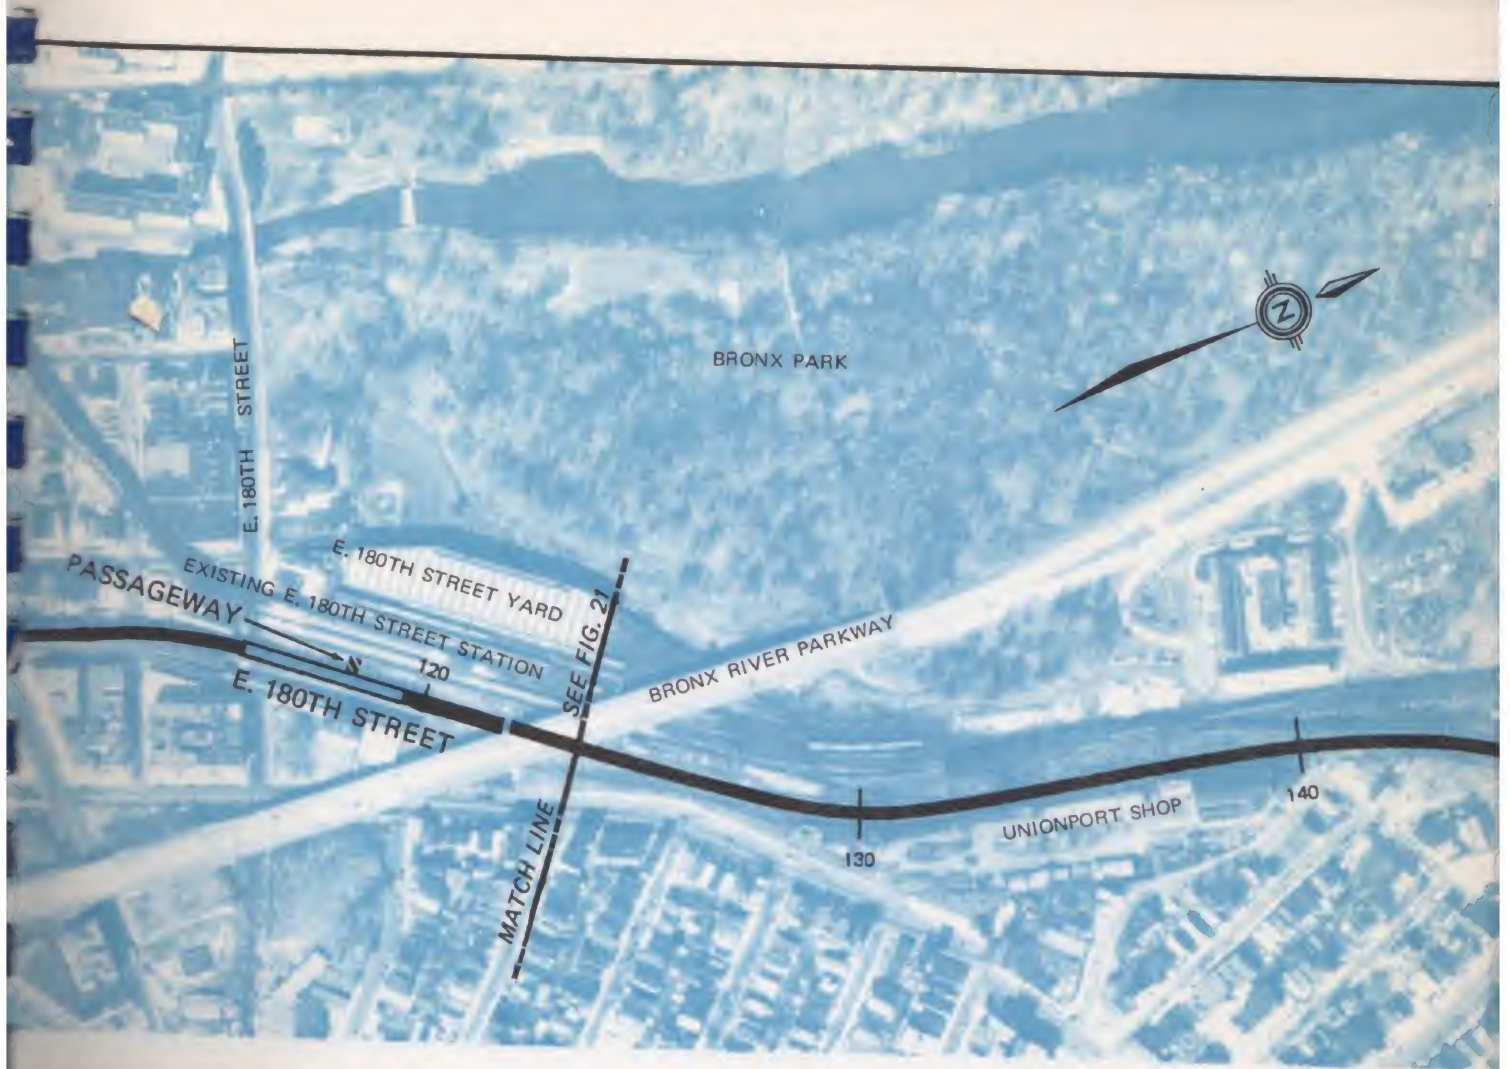 BRONX PARK
N
E. 180TH STREET
E. 180TH STREET YARD
EXISTING E. 180TH STREET STATION
PASSAGEWAY
120
E. 180TH STREET
SEE FIG. 21
MATCH LINE
BRONX RIVER PARKWAY
130
UNIONPORT SHOP
140